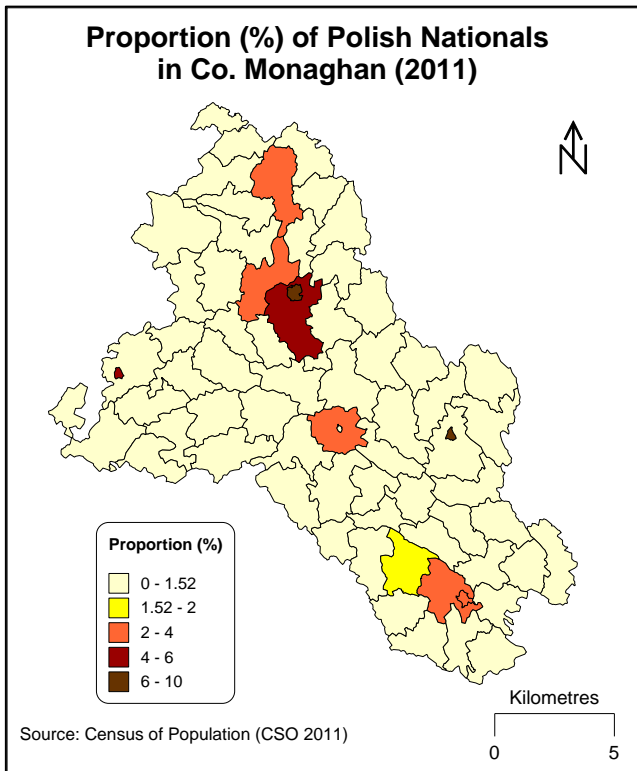 Proportion (%) of Polish Nationals
in Co. Monaghan (2011)
N
Proportion (%)
0 - 1.52
1.52 - 2
2 - 4
4 - 6
6 - 10
Kilometres
0 5
Source: Census of Population (CSO 2011)